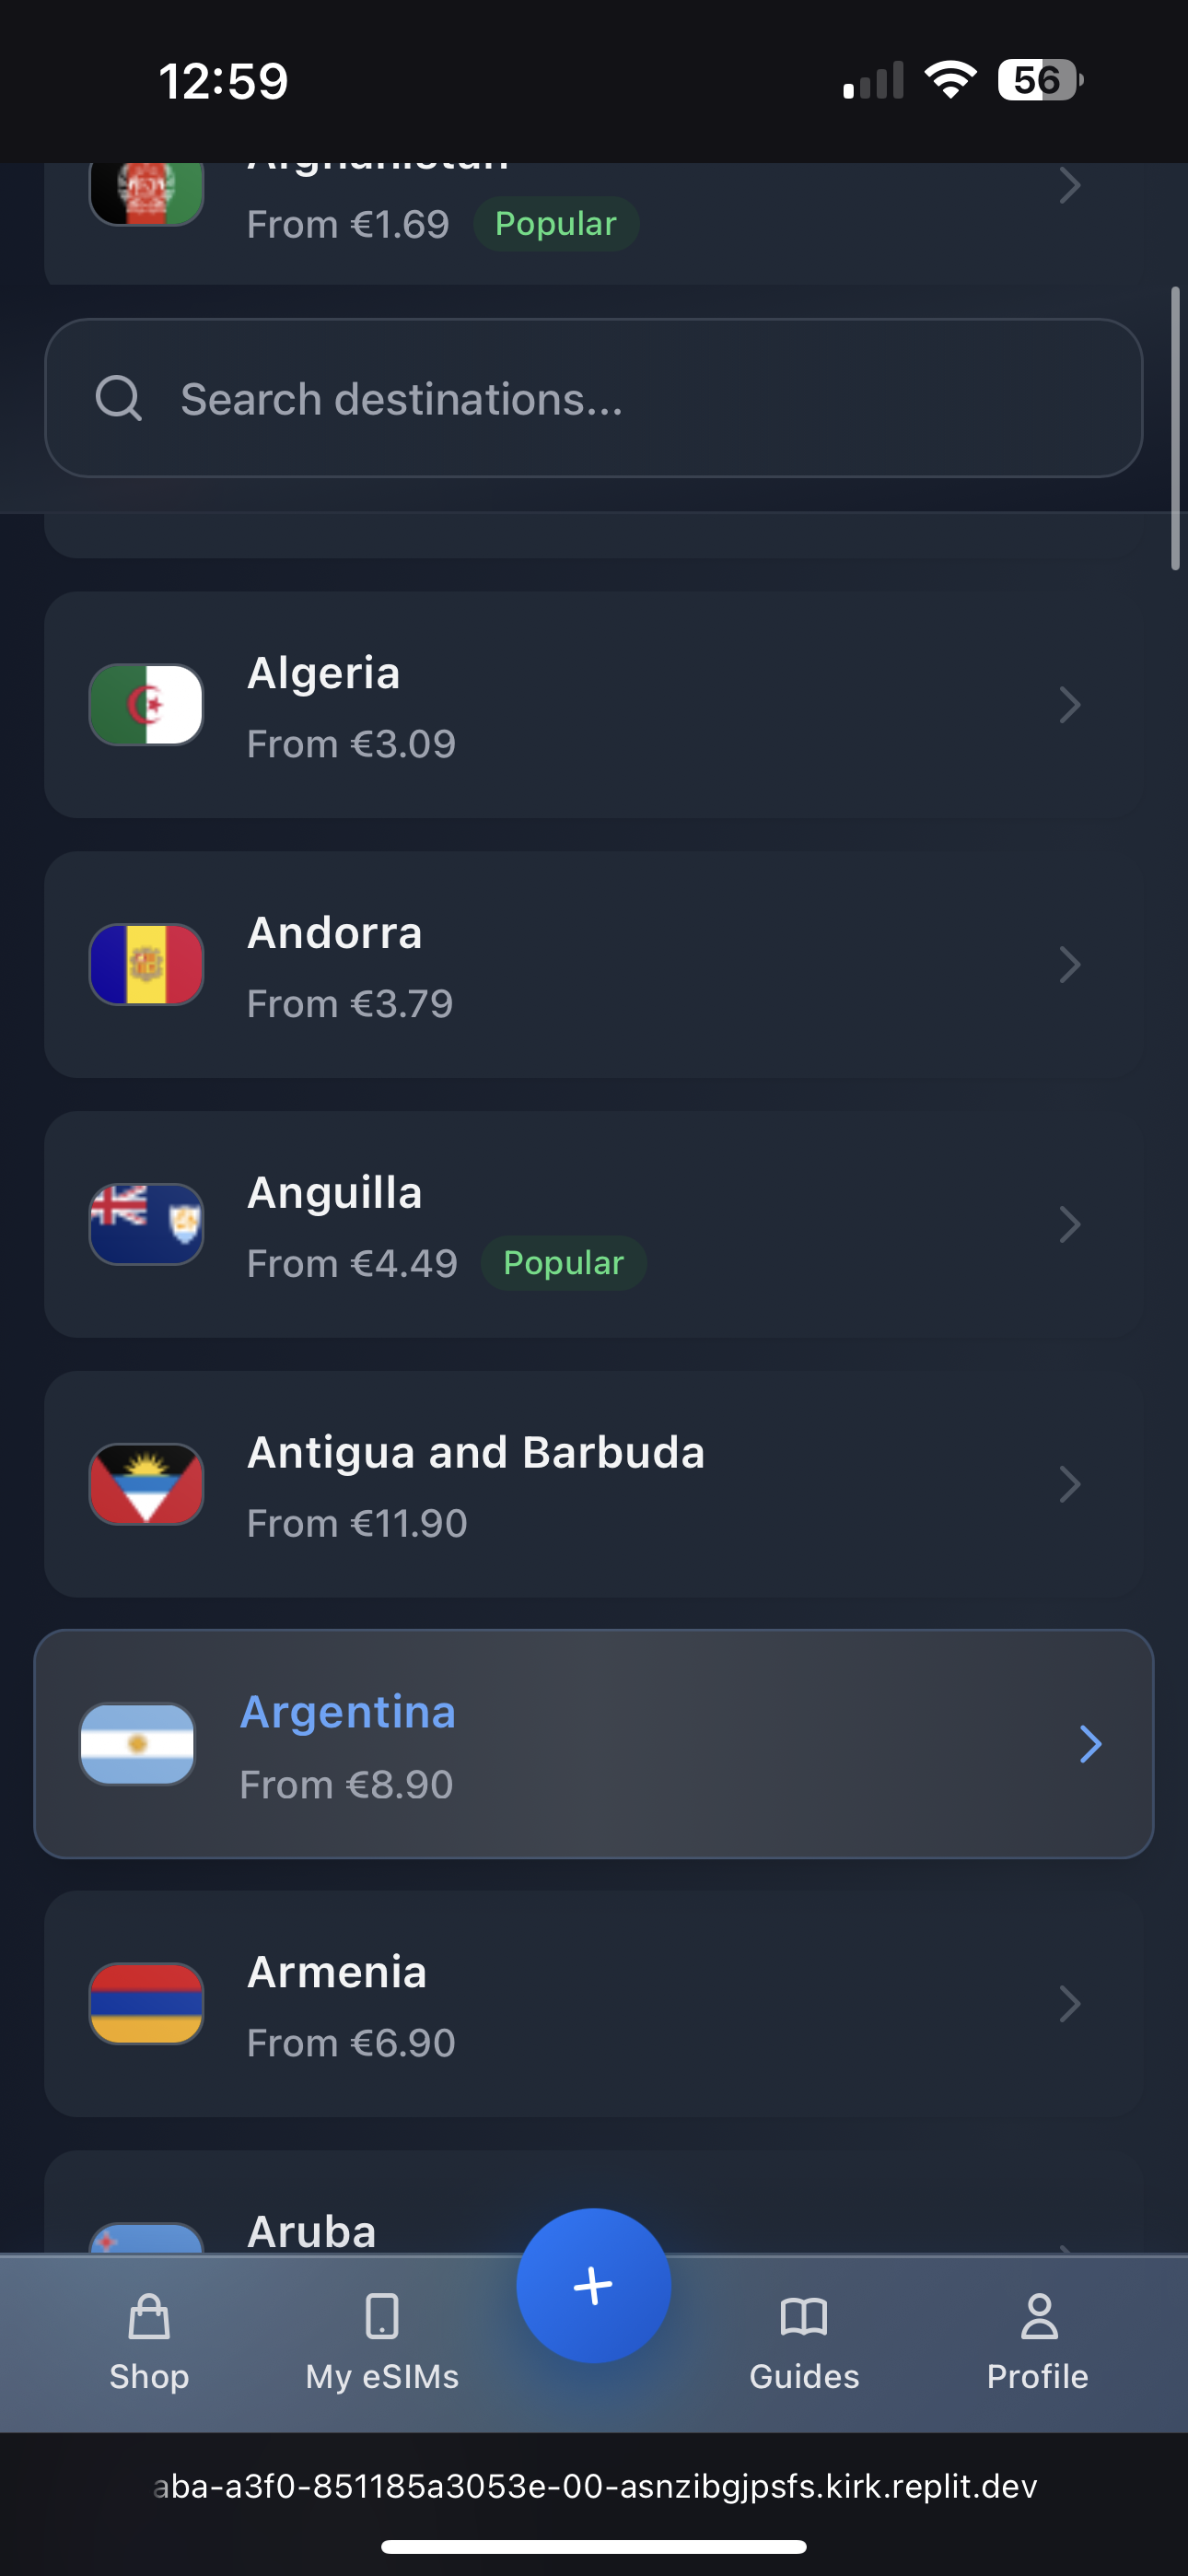 12:59
56
Afghanistan
From €1.69 Popular
Search destinations...
Algeria
From €3.09
Andorra
From €3.79
Anguilla
From €4.49 Popular
Antigua and Barbuda
From €11.90
Argentina
From €8.90
Armenia
From €6.90
Aruba
Shop
My eSIMs
Guides
Profile
aba-a3f0-851185a3053e-00-asnzibgjpsfs.kirk.replit.dev